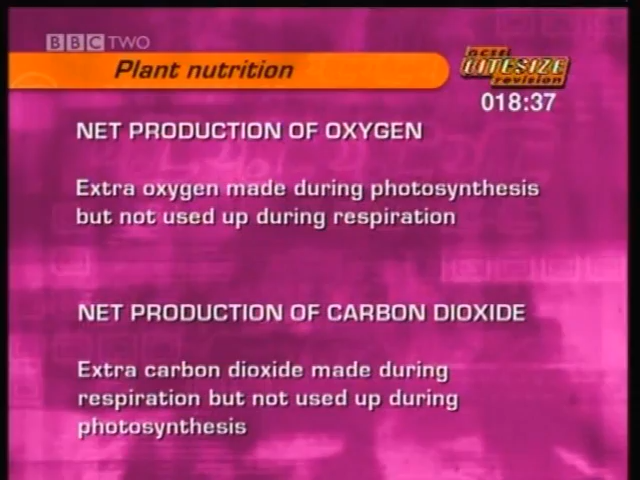 BBC TWO
Plant nutrition
GCSE
BITESIZE
revision
018:37
NET PRODUCTION OF OXYGEN
Extra oxygen made during photosynthesis
but not used up during respiration
NET PRODUCTION OF CARBON DIOXIDE
Extra carbon dioxide made during
respiration but not used up during
photosynthesis